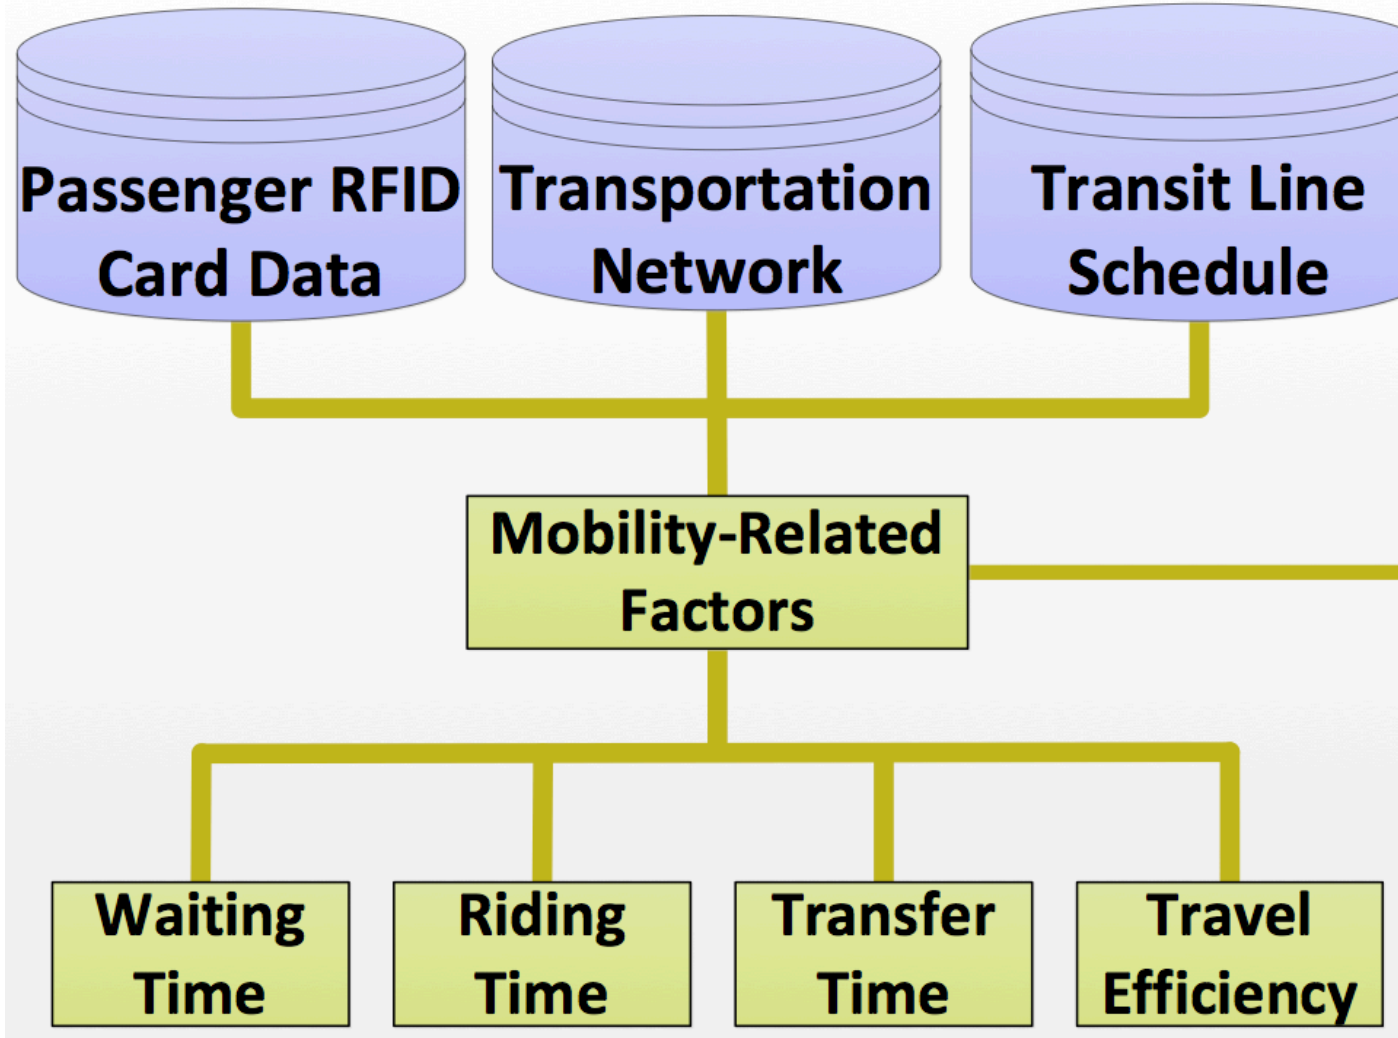 Passenger RFID
Card Data
Transportation
Network
Transit Line
Schedule
Mobility-Related
Factors
Waiting
Time
Riding
Time
Transfer
Time
Travel
Efficiency